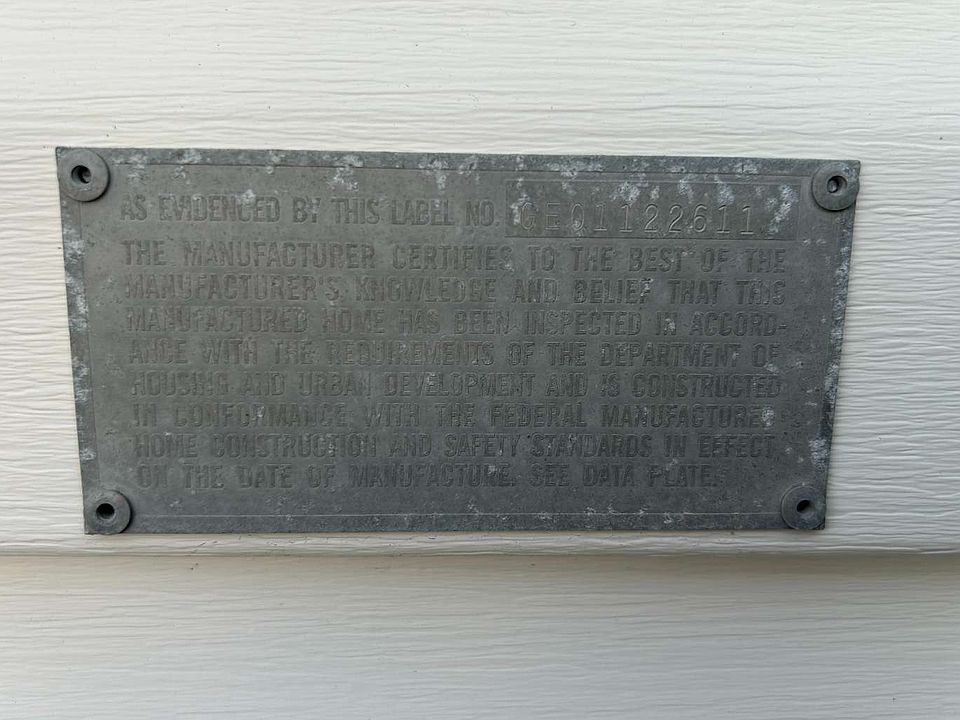 AS EVIDENCED BY THIS LABEL NO.
THE MANUFACTURER CERTIFIES TO THE BEST OF THE
MANUFACTURER'S KNOWLEDGE AND BELIEF THAT THIS
MANUFACTURED HOME HAS BEEN INSPECTED IN ACCORD-
ANCE WITH THE REQUIREMENTS OF THE DEPARTMENT OF
HOUSING AND URBAN DEVELOPMENT AND IS CONSTRUCTED
IN CONFORMANCE WITH THE FEDERAL MANUFACTURED
HOME CONSTRUCTION AND SAFETY STANDARDS IN EFFECT
ON THE DATE OF MANUFACTURE. SEE DATA PLATE.